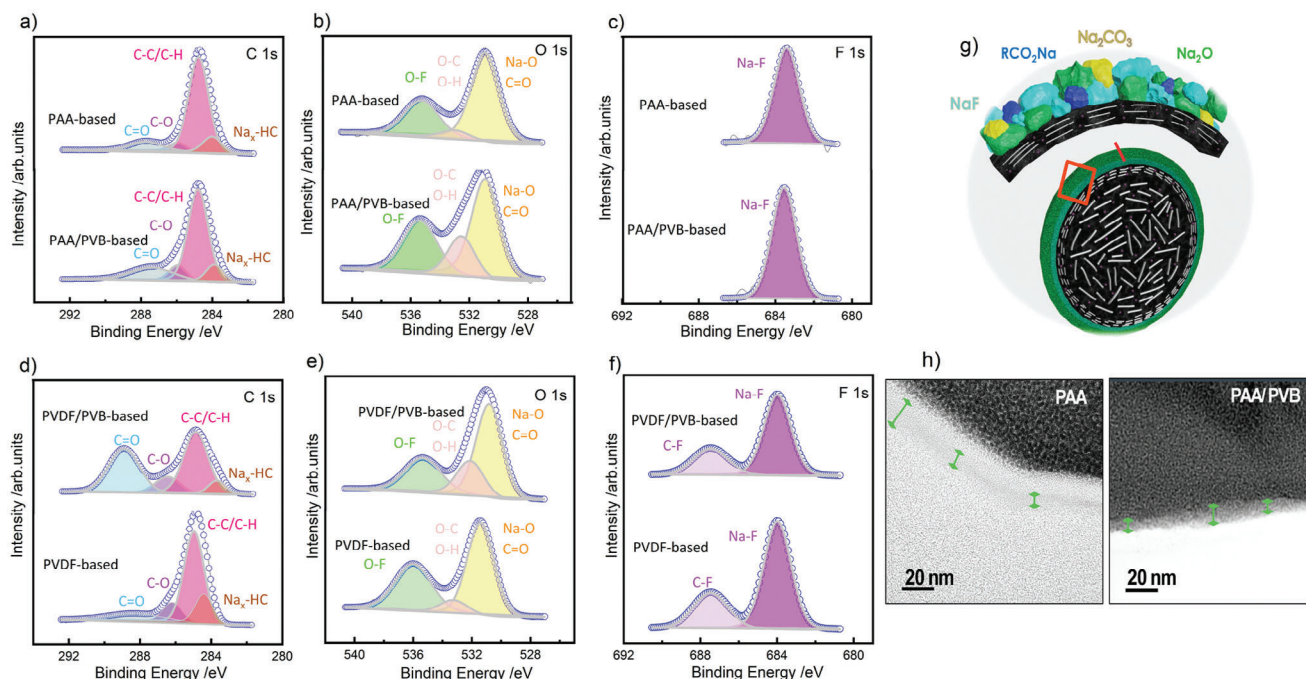 a)
C 1s
C-C/C-H
PAA-based
C=O
C-O
Naₓ-HC
C-C/C-H
C-O
PAA/PVB-based
C=O
Naₓ-HC
Intensity /arb.units
292 288 284 280
Binding Energy /eV
b)
O 1s
O-C
O-H
Na-O
C=O
O-F
PAA-based
O-C
O-H
Na-O
C=O
O-F
PAA/PVB-based
Intensity /arb.units
540 536 532 528
Binding Energy /eV
c)
F 1s
Na-F
PAA-based
Na-F
PAA/PVB-based
Intensity /arb.units
692 688 684 680
Binding Energy /eV
g)
Na₂CO₃
RCO₂Na
Na₂O
NaF
d)
C 1s
PVDF/PVB-based
C-C/C-H
C=O
C-O
Naₓ-HC
C-C/C-H
PVDF-based
C-O
C=O
Naₓ-HC
Intensity /arb.units
292 288 284 280
Binding Energy /eV
e)
O 1s
PVDF/PVB-based
O-C
O-H
Na-O
C=O
O-F
O-C
O-H
Na-O
C=O
PVDF-based
O-F
Intensity /arb.units
540 536 532 528
Binding Energy /eV
f)
F 1s
Na-F
PVDF/PVB-based
C-F
Na-F
PVDF-based
C-F
Intensity /arb.units
692 688 684 680
Binding Energy /eV
h)
PAA
20 nm
PAA/PVB
20 nm